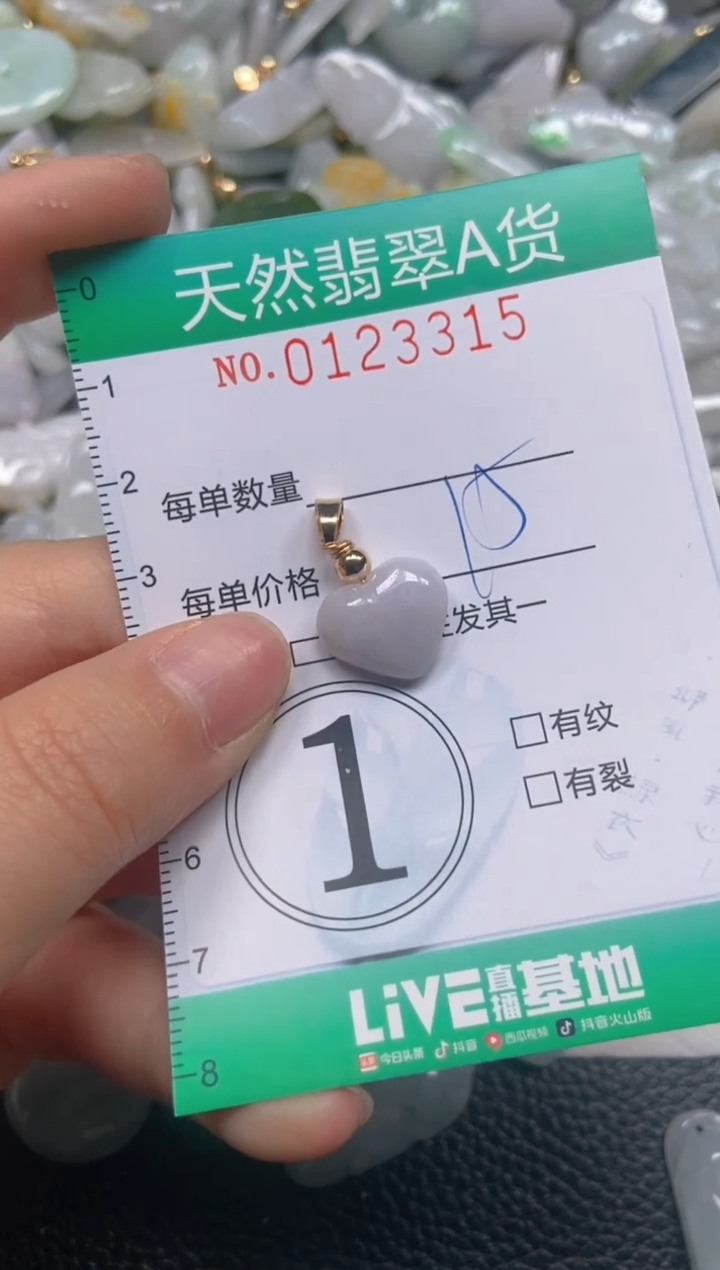 天然翡翠A货
NO.0123315
每单数量
每单价格
发其一
1
有纹
有裂
LiVE直播基地
头条 今日头条 抖音 西瓜视频 抖音火山版
0
1
2
3
6
7
8